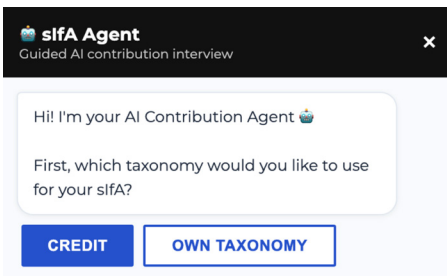 🤖 sIfA Agent
Guided AI contribution interview
×
Hi! I'm your AI Contribution Agent 🤖
First, which taxonomy would you like to use
for your sIfA?
CREDIT
OWN TAXONOMY